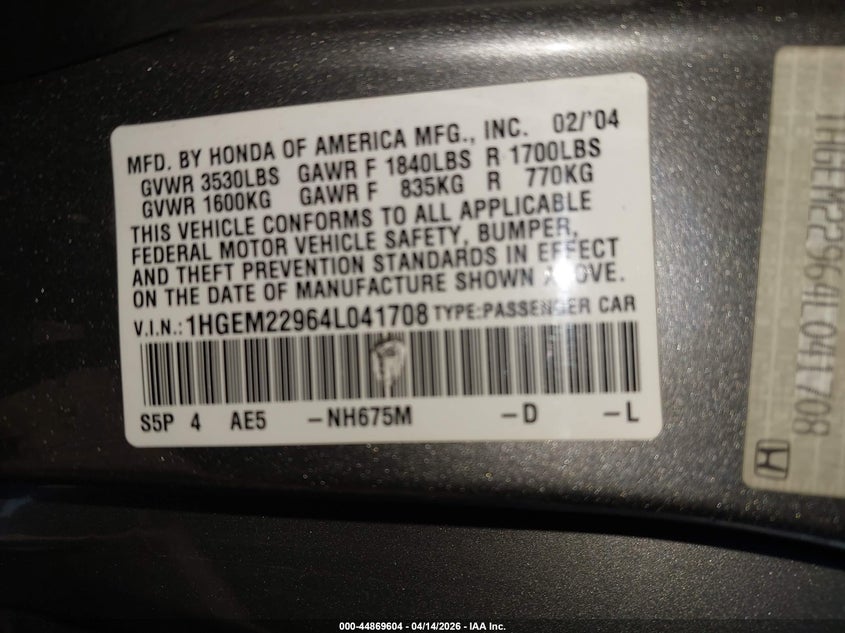 MFD. BY HONDA OF AMERICA MFG., INC. 02/'04
GVWR 3530LBS GAWR F 1840LBS R 1700LBS
GVWR 1600KG GAWR F 835KG R 770KG
THIS VEHICLE CONFORMS TO ALL APPLICABLE
FEDERAL MOTOR VEHICLE SAFETY, BUMPER,
AND THEFT PREVENTION STANDARDS IN EFFECT
ON THE DATE OF MANUFACTURE SHOWN ABOVE.
V.I.N.: 1HGEM22964L041708 TYPE:PASSENGER CAR
S5P 4 AE5 -NH675M -D -L
1HGEM22964L041708
000-44869604 - 04/14/2026 - IAA Inc.